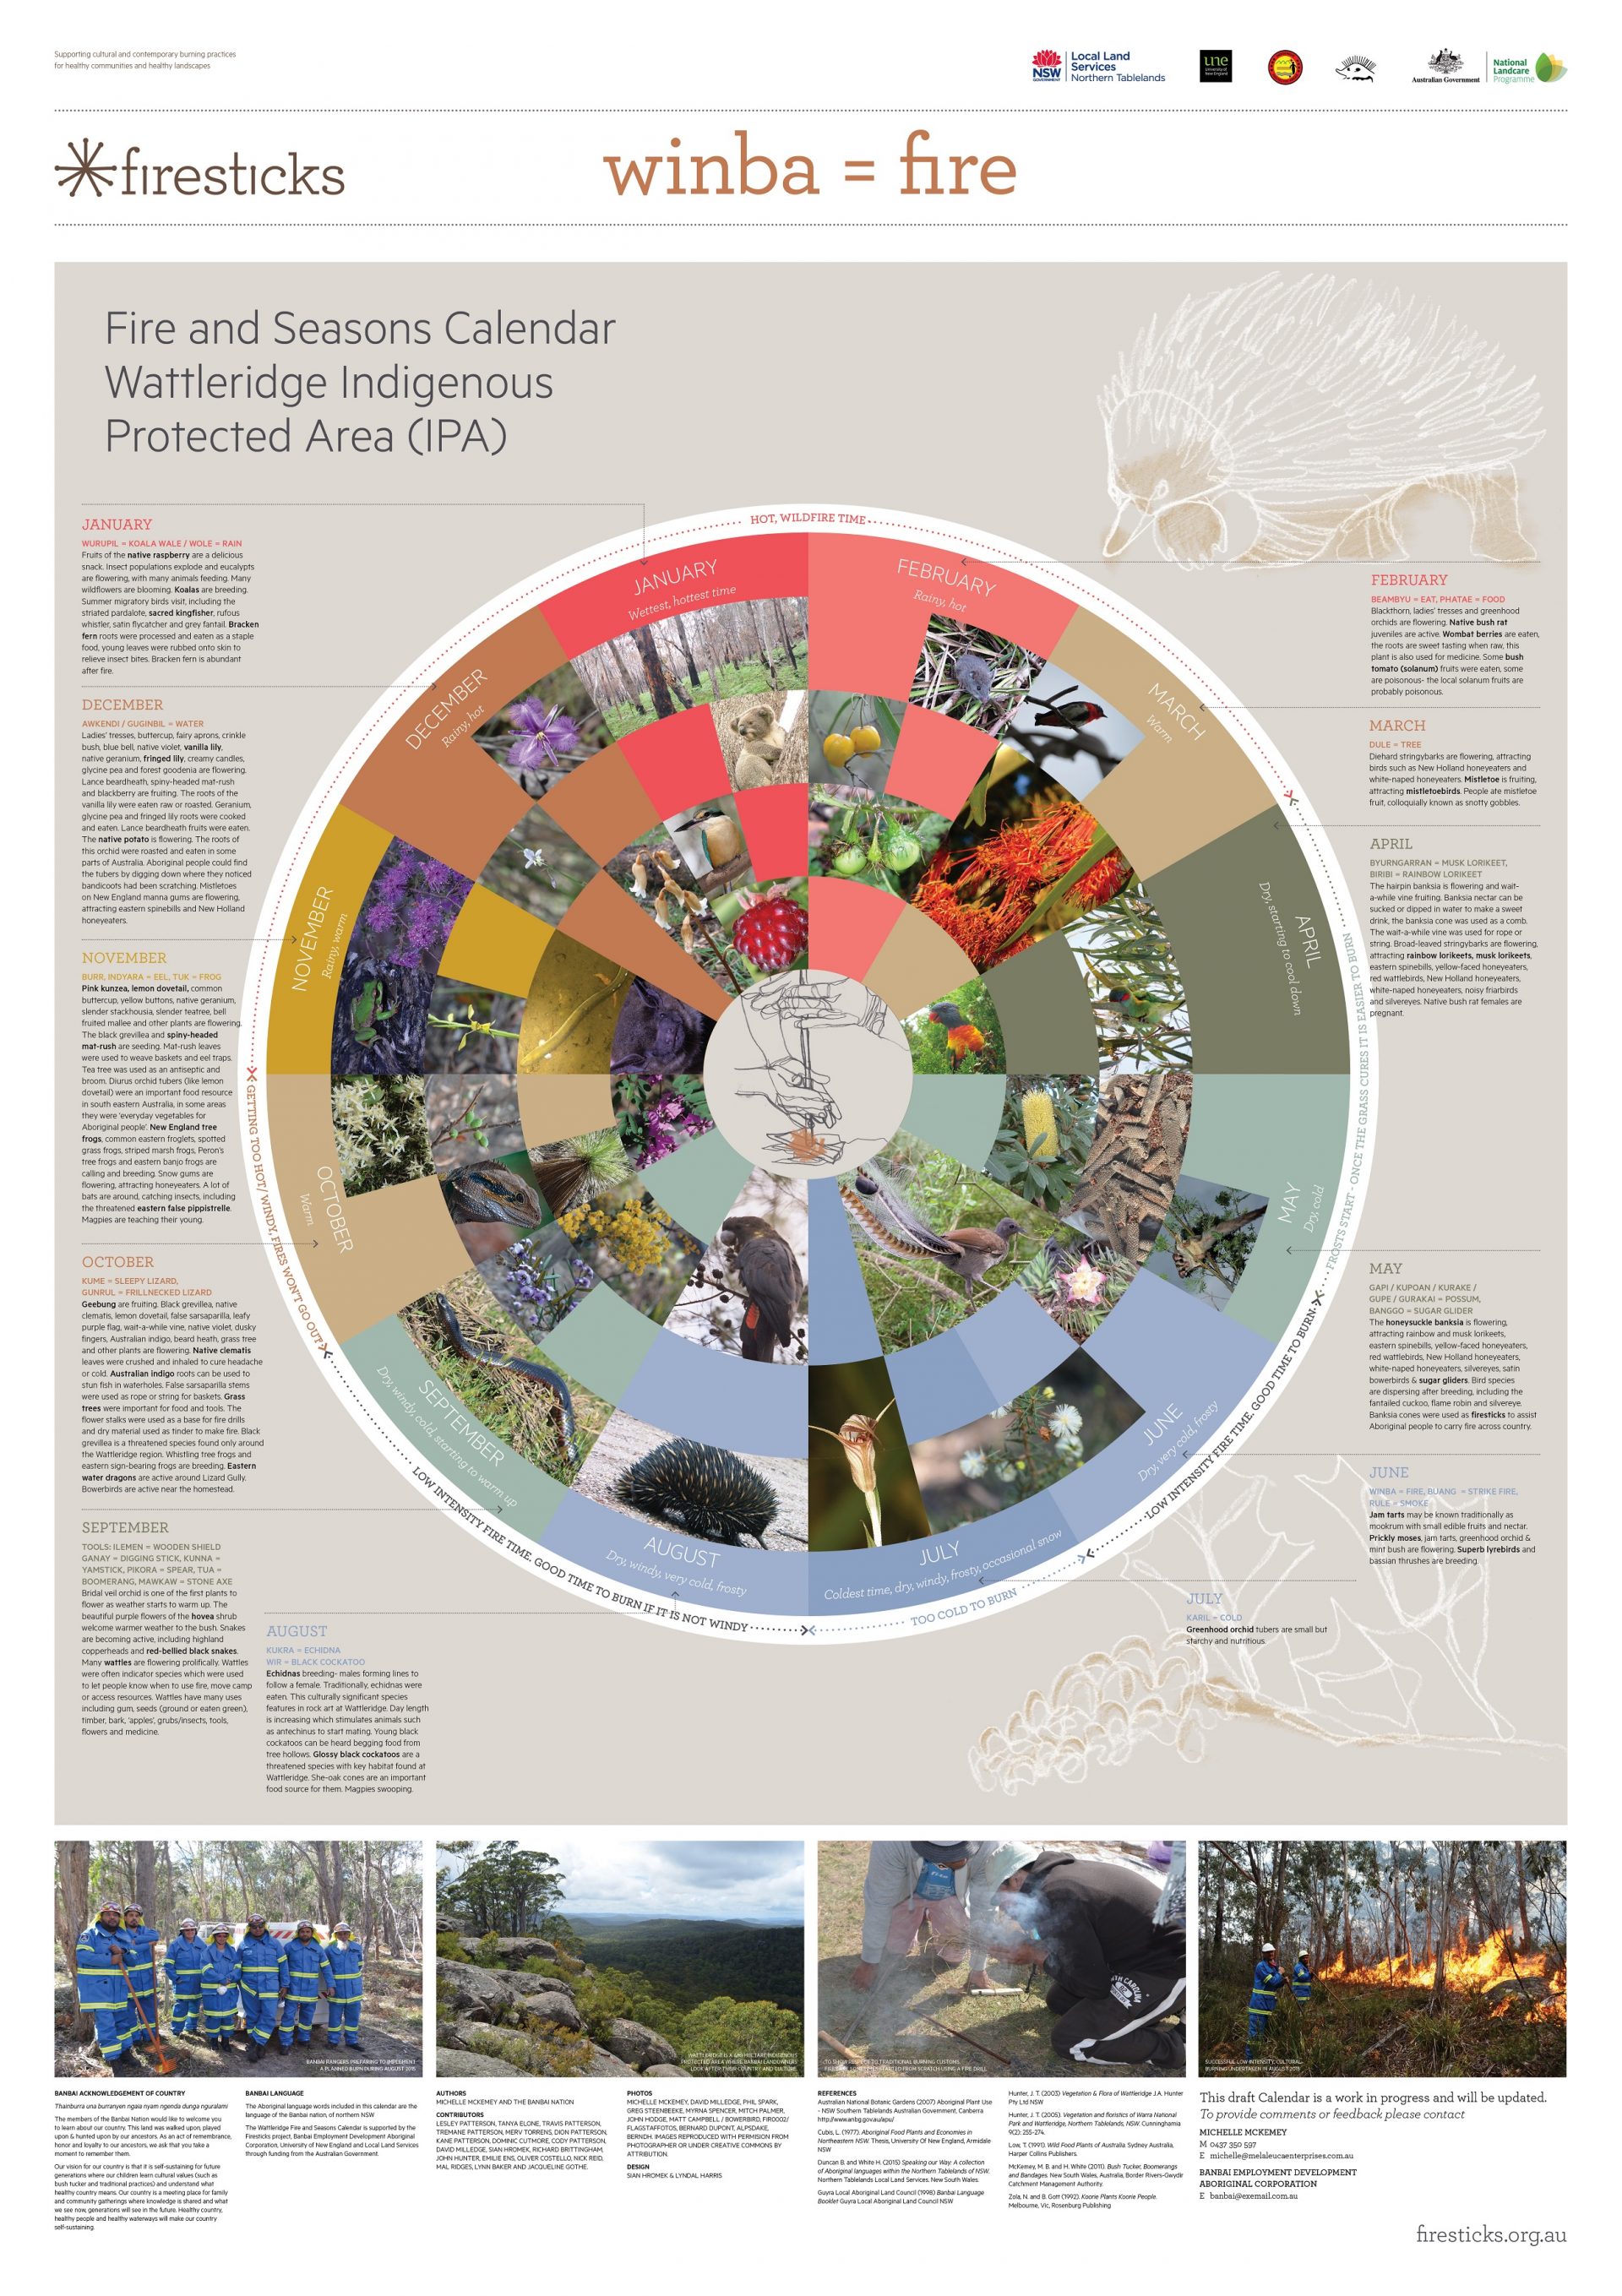 Supporting cultural and contemporary burning practices
for healthy communities and healthy landscapes
NSW
GOVERNMENT
Local Land
Services
Northern Tablelands
une
University of
New England
Australian Government
National
Landcare
Programme
firesticks
winba = fire
Fire and Seasons Calendar
Wattleridge Indigenous
Protected Area (IPA)
JANUARY
WURUPIL = KOALA WALE / WOLE = RAIN
Fruits of the native raspberry are a delicious
snack. Insect populations explode and eucalypts
are flowering, with many animals feeding. Many
wildflowers are blooming. Koalas are breeding.
Summer migratory birds visit, including the
striated pardalote, sacred kingfisher, rufous
whistler, satin flycatcher and grey fantail. Bracken
fern roots were processed and eaten as a staple
food, young leaves were rubbed onto skin to
relieve insect bites. Bracken fern is abundant
after fire.
DECEMBER
AWKENDI / GUGINBIL = WATER
Ladies' tresses, buttercup, fairy aprons, crinkle
bush, blue bell, native violet, vanilla lily,
native geranium, fringed lily, creamy candles,
glycine pea and forest goodenia are flowering.
Lance beardheath, spiny-headed mat-rush
and blackberry are fruiting. The roots of the
vanilla lily were eaten raw or roasted. Geranium,
glycine pea and fringed lily roots were cooked
and eaten. Lance beardheath fruits were eaten.
The native potato is flowering. The roots of
this orchid were roasted and eaten in some
parts of Australia. Aboriginal people could find
the tubers by digging down where they noticed
bandicoots had been scratching. Mistletoes
on New England manna gums are flowering,
attracting eastern spinebills and New Holland
honeyeaters.
NOVEMBER
BURR, INDYARA = EEL, TUK = FROG
Pink kunzea, lemon dovetail, common
buttercup, yellow buttons, native geranium,
slender stackhousia, slender teatree, bell
fruited mallee and other plants are flowering.
The black grevillea and spiny-headed
mat-rush are seeding. Mat-rush leaves
were used to weave baskets and eel traps.
Tea tree was used as an antiseptic and
broom. Diurus orchid tubers (like lemon
dovetail) were an important food resource
in south eastern Australia, in some areas
they were 'everyday vegetables for
Aboriginal people'. New England tree
frogs, common eastern froglets, spotted
grass frogs, striped marsh frogs, Peron's
tree frogs and eastern banjo frogs are
calling and breeding. Snow gums are
flowering, attracting honeyeaters. A lot of
bats are around, catching insects, including
the threatened eastern false pippistrelle.
Magpies are teaching their young.
OCTOBER
KUME = SLEEPY LIZARD,
GUNRUL = FRILLNECKED LIZARD
Geebung are fruiting. Black grevillea, native
clematis, lemon dovetail, false sarsaparilla, leafy
purple flag, wait-a-while vine, native violet, dusky
fingers, Australian indigo, beard heath, grass tree
and other plants are flowering. Native clematis
leaves were crushed and inhaled to cure headache
or cold. Australian indigo roots can be used to
stun fish in waterholes. False sarsaparilla stems
were used as rope or string for baskets. Grass
trees were important for food and tools. The
flower stalks were used as a base for fire drills
and dry material used as tinder to make fire. Black
grevillea is a threatened species found only around
the Wattleridge region. Whistling tree frogs and
eastern sign-bearing frogs are breeding. Eastern
water dragons are active around Lizard Gully.
Bowerbirds are active near the homestead.
SEPTEMBER
TOOLS: ILEMEN = WOODEN SHIELD
GANAY = DIGGING STICK, KUNNA =
YAMSTICK, PIKORA = SPEAR, TUA =
BOOMERANG, MAWKAW = STONE AXE
Bridal veil orchid is one of the first plants to
flower as weather starts to warm up. The
beautiful purple flowers of the hovea shrub
welcome warmer weather to the bush. Snakes
are becoming active, including highland
copperheads and red-bellied black snakes.
Many wattles are flowering prolifically. Wattles
were often indicator species which were used
to let people know when to use fire, move camp
or access resources. Wattles have many uses
including gum, seeds (ground or eaten green),
timber, bark, 'apples', grubs/insects, tools,
flowers and medicine.
AUGUST
KUKRA = ECHIDNA
WIR = BLACK COCKATOO
Echidnas breeding- males forming lines to
follow a female. Traditionally, echidnas were
eaten. This culturally significant species
features in rock art at Wattleridge. Day length
is increasing which stimulates animals such
as antechinus to start mating. Young black
cockatoos can be heard begging food from
tree hollows. Glossy black cockatoos are a
threatened species with key habitat found at
Wattleridge. She-oak cones are an important
food source for them. Magpies swooping.
HOT, WILDFIRE TIME
JANUARY
Wettest, hottest time
FEBRUARY
Rainy, hot
MARCH
Warm
APRIL
Dry, starting to cool down
MAY
Dry, cold
JUNE
Dry, very cold, frosty
JULY
Coldest time, dry, windy, frosty, occasional snow
AUGUST
Dry, windy, very cold, frosty
SEPTEMBER
Dry, windy, cold, starting to warm up
OCTOBER
Warm
NOVEMBER
Rainy, warm
DECEMBER
Rainy, hot
FROSTS START - ONCE THE GRASS CURES IT IS EASIER TO BURN
LOW INTENSITY FIRE TIME. GOOD TIME TO BURN.
TOO COLD TO BURN
LOW INTENSITY FIRE TIME. GOOD TIME TO BURN IF IT IS NOT WINDY
GETTING TOO HOT/ WINDY, FIRES WON'T GO OUT
FEBRUARY
BEAMBYU = EAT, PHATAE = FOOD
Blackthorn, ladies' tresses and greenhood
orchids are flowering. Native bush rat
juveniles are active. Wombat berries are eaten,
the roots are sweet tasting when raw, this
plant is also used for medicine. Some bush
tomato (solanum) fruits were eaten, some
are poisonous- the local solanum fruits are
probably poisonous.
MARCH
DULE = TREE
Diehard stringybarks are flowering, attracting
birds such as New Holland honeyeaters and
white-naped honeyeaters. Mistletoe is fruiting,
attracting mistletoebirds. People ate mistletoe
fruit, colloquially known as snotty gobbles.
APRIL
BYURNGARRAN = MUSK LORIKEET,
BIRIBI = RAINBOW LORIKEET
The hairpin banksia is flowering and wait-
a-while vine fruiting. Banksia nectar can be
sucked or dipped in water to make a sweet
drink, the banksia cone was used as a comb.
The wait-a-while vine was used for rope or
string. Broad-leaved stringybarks are flowering,
attracting rainbow lorikeets, musk lorikeets,
eastern spinebills, yellow-faced honeyeaters,
red wattlebirds, New Holland honeyeaters,
white-naped honeyeaters, noisy friarbirds
and silvereyes. Native bush rat females are
pregnant.
MAY
GAPI / KUPOAN / KURAKE /
GUPE / GURAKAI = POSSUM,
BANGGO = SUGAR GLIDER
The honeysuckle banksia is flowering,
attracting rainbow and musk lorikeets,
eastern spinebills, yellow-faced honeyeaters,
red wattlebirds, New Holland honeyeaters,
white-naped honeyeaters, silvereyes, satin
bowerbirds & sugar gliders. Bird species
are dispersing after breeding, including the
fantailed cuckoo, flame robin and silvereye.
Banksia cones were used as firesticks to assist
Aboriginal people to carry fire across country.
JUNE
WINBA = FIRE, BUANG = STRIKE FIRE,
RULE = SMOKE
Jam tarts may be known traditionally as
mookrum with small edible fruits and nectar.
Prickly moses, jam tarts, greenhood orchid &
mint bush are flowering. Superb lyrebirds and
bassian thrushes are breeding.
JULY
KARIL = COLD
Greenhood orchid tubers are small but
starchy and nutritious.
BANBAI RANGERS PREPARING TO IMPLEMENT
A PLANNED BURN DURING AUGUST 2015
WATTLERIDGE IS A 648 HECTARE INDIGENOUS
PROTECTED AREA WHERE BANBAI LANDOWNERS
LOOK AFTER THEIR COUNTRY AND CULTURE
TO SHOW RESPECT TO TRADITIONAL BURNING CUSTOMS,
SUCCESSFUL LOW INTENSITY, CULTURAL
BURNING UNDERTAKEN IN AUGUST 2015
BANBAI ACKNOWLEDGEMENT OF COUNTRY
Thainburra una burranyen ngaia nyam ngenda dunga nguralami
The members of the Banbai Nation would like to welcome you
to learn about our country. This land was walked upon, played
upon & hunted upon by our ancestors. As an act of remembrance,
honor and loyalty to our ancestors, we ask that you take a
moment to remember them.
Our vision for our country is that it is self-sustaining for future
generations where our children learn cultural values (such as
bush tucker and traditional practices) and understand what
healthy country means. Our country is a meeting place for family
and community gatherings where knowledge is shared and what
we see now, generations will see in the future. Healthy country,
healthy people and healthy waterways will make our country
self-sustaining.
BANBAI LANGUAGE
The Aboriginal language words included in this calendar are the
language of the Banbai nation, of northern NSW
The Wattleridge Fire and Seasons Calendar is supported by the
Firesticks project, Banbai Employment Development Aboriginal
Corporation, University of New England and Local Land Services
through funding from the Australian Government.
AUTHORS
MICHELLE MCKEMEY AND THE BANBAI NATION
CONTRIBUTORS
LESLEY PATTERSON, TANYA ELONE, TRAVIS PATTERSON,
TREMANE PATTERSON, MERV TORRENS, DION PATTERSON,
KANE PATTERSON, DOMINIC CUTMORE, CODY PATTERSON,
DAVID MILLEDGE, SIAN HROMEK, RICHARD BRITTINGHAM,
JOHN HUNTER, EMILIE ENS, OLIVER COSTELLO, NICK REID,
MAL RIDGES, LYNN BAKER AND JACQUELINE GOTHE.
PHOTOS
MICHELLE MCKEMEY, DAVID MILLEDGE, PHIL SPARK,
GREG STEENBEEKE, MYRNA SPENCER, MITCH PALMER,
JOHN HODGE, MATT CAMPBELL / BOWERBIRD, FIR0002/
FLAGSTAFFOTOS, BERNARD DUPONT, ALPSDAKE,
BERNDH. IMAGES REPRODUCED WITH PERMISSION FROM
PHOTOGRAPHER OR UNDER CREATIVE COMMONS BY
ATTRIBUTION.
DESIGN
SIAN HROMEK & LYNDAL HARRIS
REFERENCES
Australian National Botanic Gardens (2007) Aboriginal Plant Use
- NSW Southern Tablelands Australian Government, Canberra
http://www.anbg.gov.au/apu/
Cubis, L. (1977). Aboriginal Food Plants and Economies in
Northeastern NSW. Thesis, University Of New England, Armidale
NSW
Duncan B. and White H. (2015) Speaking our Way: A collection
of Aboriginal languages within the Northern Tablelands of NSW.
Northern Tablelands Local Land Services, New South Wales.
Guyra Local Aboriginal Land Council (1998) Banbai Language
Booklet Guyra Local Aboriginal Land Council NSW
Hunter, J. T. (2003) Vegetation & Flora of Wattleridge J.A. Hunter
Pty Ltd NSW
Hunter, J. T. (2005). Vegetation and floristics of Warra National
Park and Wattleridge, Northern Tablelands, NSW. Cunninghamia
9(2): 255-274.
Low, T. (1991). Wild Food Plants of Australia. Sydney Australia,
Harper Collins Publishers.
McKemey, M. B. and H. White (2011). Bush Tucker, Boomerangs
and Bandages. New South Wales, Australia, Border Rivers-Gwydir
Catchment Management Authority.
Zola, N. and B. Gott (1992). Koorie Plants Koorie People.
Melbourne, Vic, Rosenburg Publishing
This draft Calendar is a work in progress and will be updated.
To provide comments or feedback please contact
MICHELLE MCKEMEY
M 0437 350 597
E michelle@melaleucaenterprises.com.au
BANBAI EMPLOYMENT DEVELOPMENT
ABORIGINAL CORPORATION
E banbai@exemail.com.au
firesticks.org.au